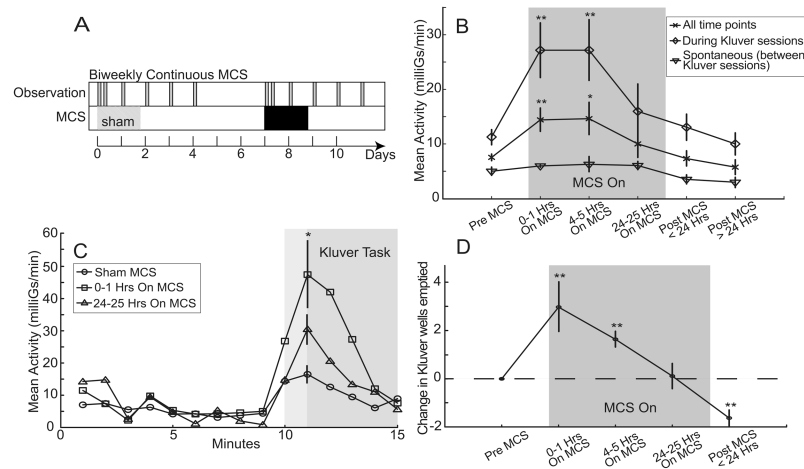 A
Biweekly Continuous MCS
Observation
MCS
sham
0 2 4 6 8 10 Days
B
Mean Activity (milliGs/min)
30
20
10
0
** **
** *
All time points
During Kluver sessions
Spontaneous (between
Kluver sessions)
MCS On
Pre MCS
0-1 Hrs
On MCS
4-5 Hrs
On MCS
24-25 Hrs
On MCS
Post MCS
< 24 Hrs
Post MCS
> 24 Hrs
C
Mean Activity (milliGs/min)
60
50
40
30
20
10
0
Sham MCS
0-1 Hrs On MCS
24-25 Hrs On MCS
*
Kluver Task
0 5 10 15
Minutes
D
Change in Kluver wells emptied
4
2
0
-2
**
**
**
MCS On
Pre MCS
0-1 Hrs
On MCS
4-5 Hrs
On MCS
24-25 Hrs
On MCS
Post MCS
< 24 Hrs